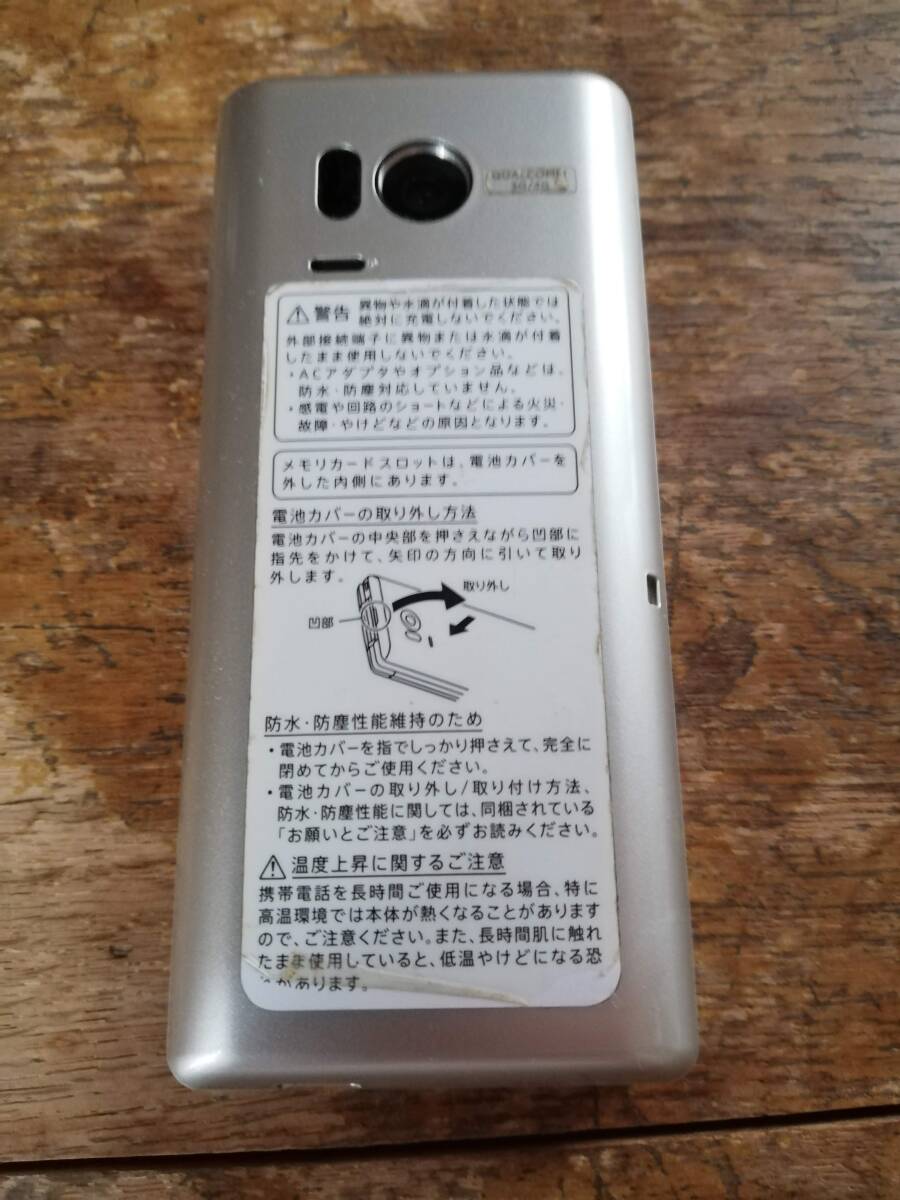 QUALCOMM
3G/4G
警告 異物や水滴が付着した状態では
絶対に充電しないでください。
外部接続端子に異物または水滴が付着
したまま使用しないでください。
・ACアダプタやオプション品などは、
防水・防塵対応していません。
・感電や回路のショートなどによる火災・
故障・やけどなどの原因となります。
メモリカードスロットは、電池カバーを
外した内側にあります。
電池カバーの取り外し方法
電池カバーの中央部を押さえながら凹部に
指先をかけて、矢印の方向に引いて取り
外します。
取り外し
凹部
防水・防塵性能維持のため
・電池カバーを指でしっかり押さえて、完全に
閉めてからご使用ください。
・電池カバーの取り外し/取り付け方法、
防水・防塵性能に関しては、同梱されている
「お願いとご注意」を必ずお読みください。
温度上昇に関するご注意
携帯電話を長時間ご使用になる場合、特に
高温環境では本体が熱くなることがあります
ので、ご注意ください。また、長時間肌に触れ
たまま使用していると、低温やけどになる恐
があります。